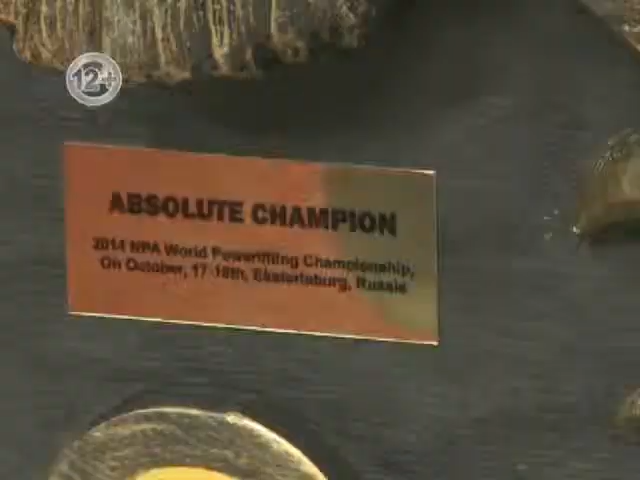 12+
ABSOLUTE CHAMPION
2014 NPA World Powerlifting Championship,
On October, 17-18th, Ekaterinburg, Russia